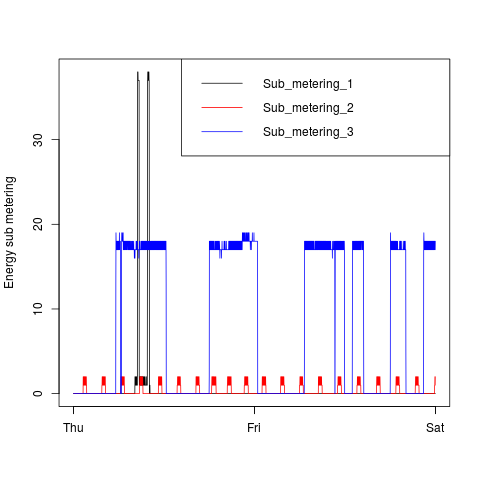 Sub_metering_1
Sub_metering_2
Sub_metering_3
Energy sub metering
30
20
10
0
Thu Fri Sat